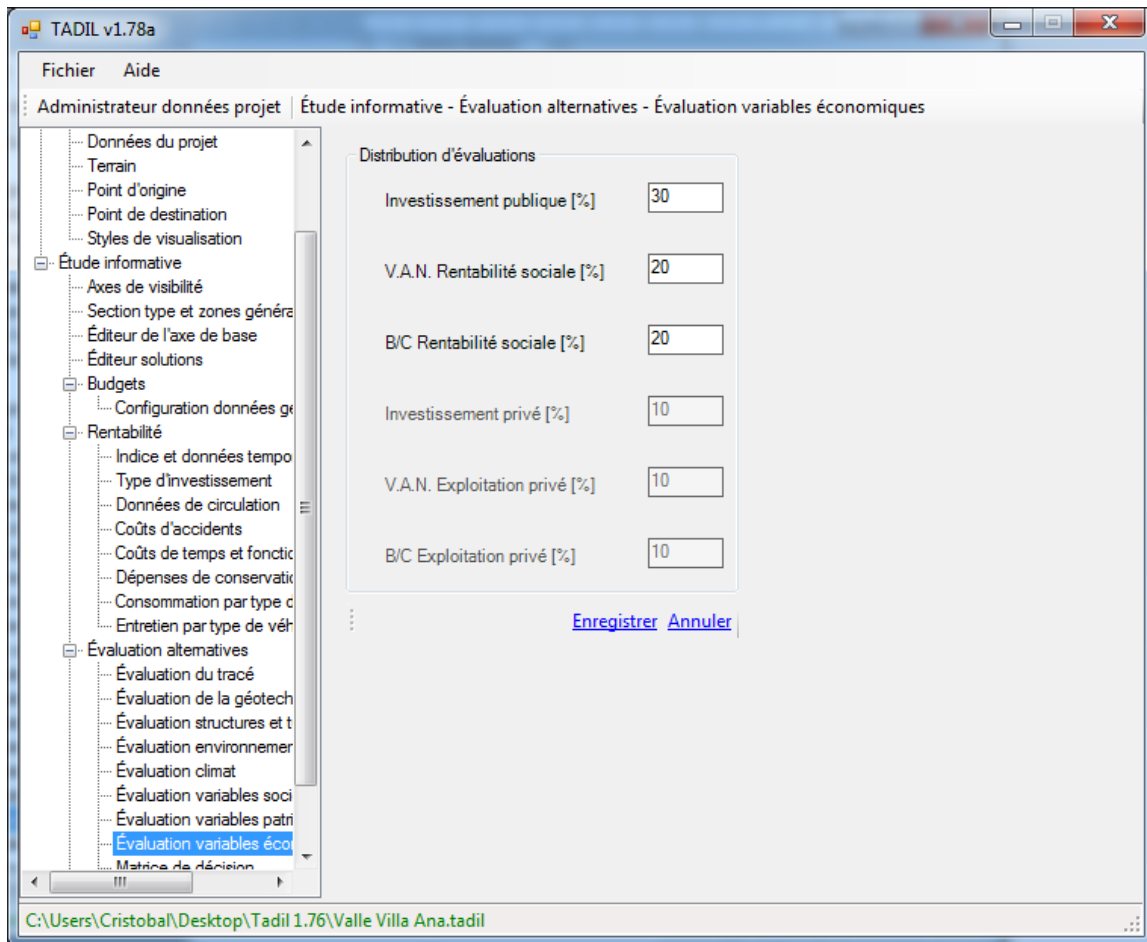 TADIL v1.78a
Fichier Aide
Administrateur données projet Étude informative - Évaluation alternatives - Évaluation variables économiques
Données du projet
Terrain
Point d'origine
Point de destination
Styles de visualisation
Étude informative
Axes de visibilité
Section type et zones généra
Éditeur de l'axe de base
Éditeur solutions
Budgets
Configuration données ge
Rentabilité
Indice et données tempo
Type d'investissement
Données de circulation
Coûts d'accidents
Coûts de temps et fonctio
Dépenses de conservatio
Consommation par type d
Entretien par type de véh
Évaluation alternatives
Évaluation du tracé
Évaluation de la géotech
Évaluation structures et t
Évaluation environnemer
Évaluation climat
Évaluation variables soci
Évaluation variables patri
Évaluation variables écon
Matrice de décision
Distribution d'évaluations
Investissement publique [%] 30
V.A.N. Rentabilité sociale [%] 20
B/C Rentabilité sociale [%] 20
Investissement privé [%] 10
V.A.N. Exploitation privé [%] 10
B/C Exploitation privé [%] 10
Enregistrer Annuler
C:\Users\Cristobal\Desktop\Tadil 1.76\Valle Villa Ana.tadil